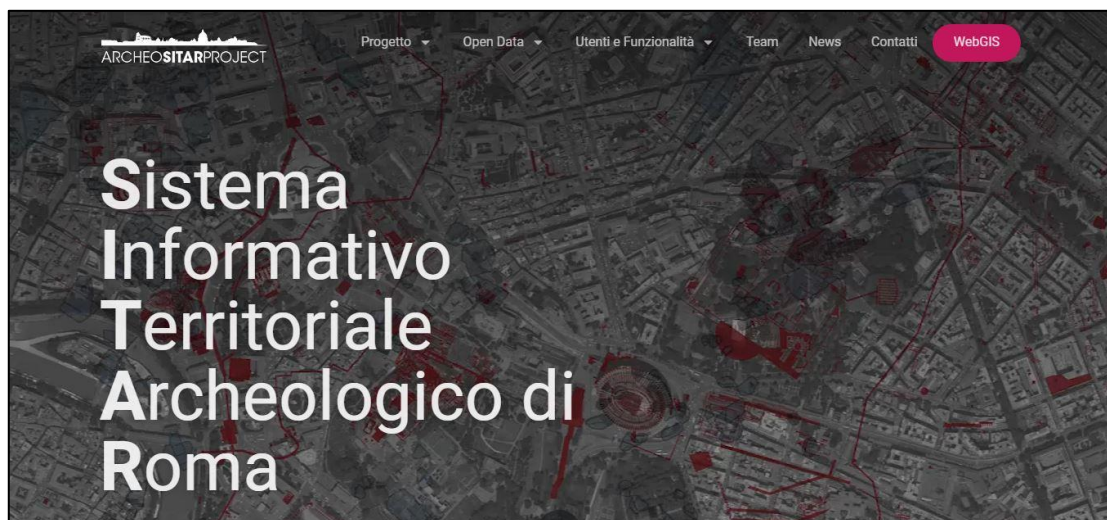 ARCHEOSITARPROJECT
Progetto Open Data Utenti e Funzionalità Team News Contatti WebGIS
Sistema
Informativo
Territoriale
Archeologico di
Roma